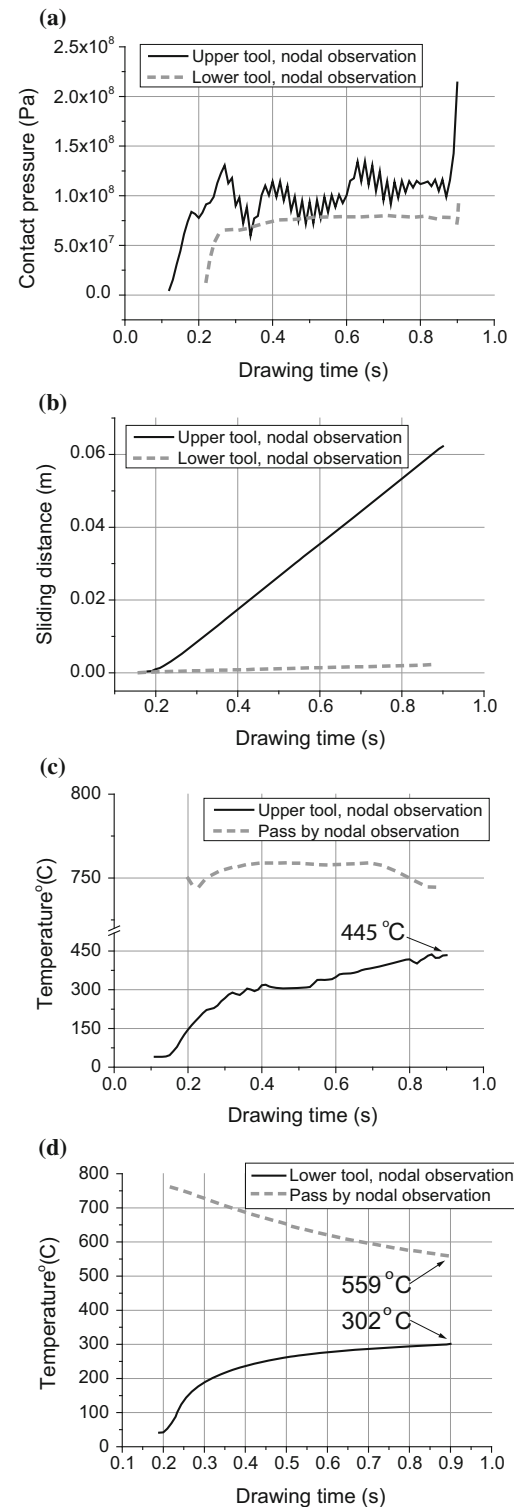 (a)
2.5x10⁸
2.0x10⁸
1.5x10⁸
1.0x10⁸
5.0x10⁷
0.0
Contact pressure (Pa)
Upper tool, nodal observation
Lower tool, nodal observation
0.0 0.2 0.4 0.6 0.8 1.0
Drawing time (s)
(b)
0.06
0.04
0.02
0.00
Sliding distance (m)
Upper tool, nodal observation
Lower tool, nodal observation
0.2 0.4 0.6 0.8 1.0
Drawing time (s)
(c)
800
750
450
300
150
0
Temperature°(C)
Upper tool, nodal observation
Pass by nodal observation
445 °C
0.0 0.2 0.4 0.6 0.8 1.0
Drawing time (s)
(d)
800
700
600
500
400
300
200
100
0
Temperature°(C)
Lower tool, nodal observation
Pass by nodal observation
559 °C
302 °C
0.1 0.2 0.3 0.4 0.5 0.6 0.7 0.8 0.9 1.0
Drawing time (s)